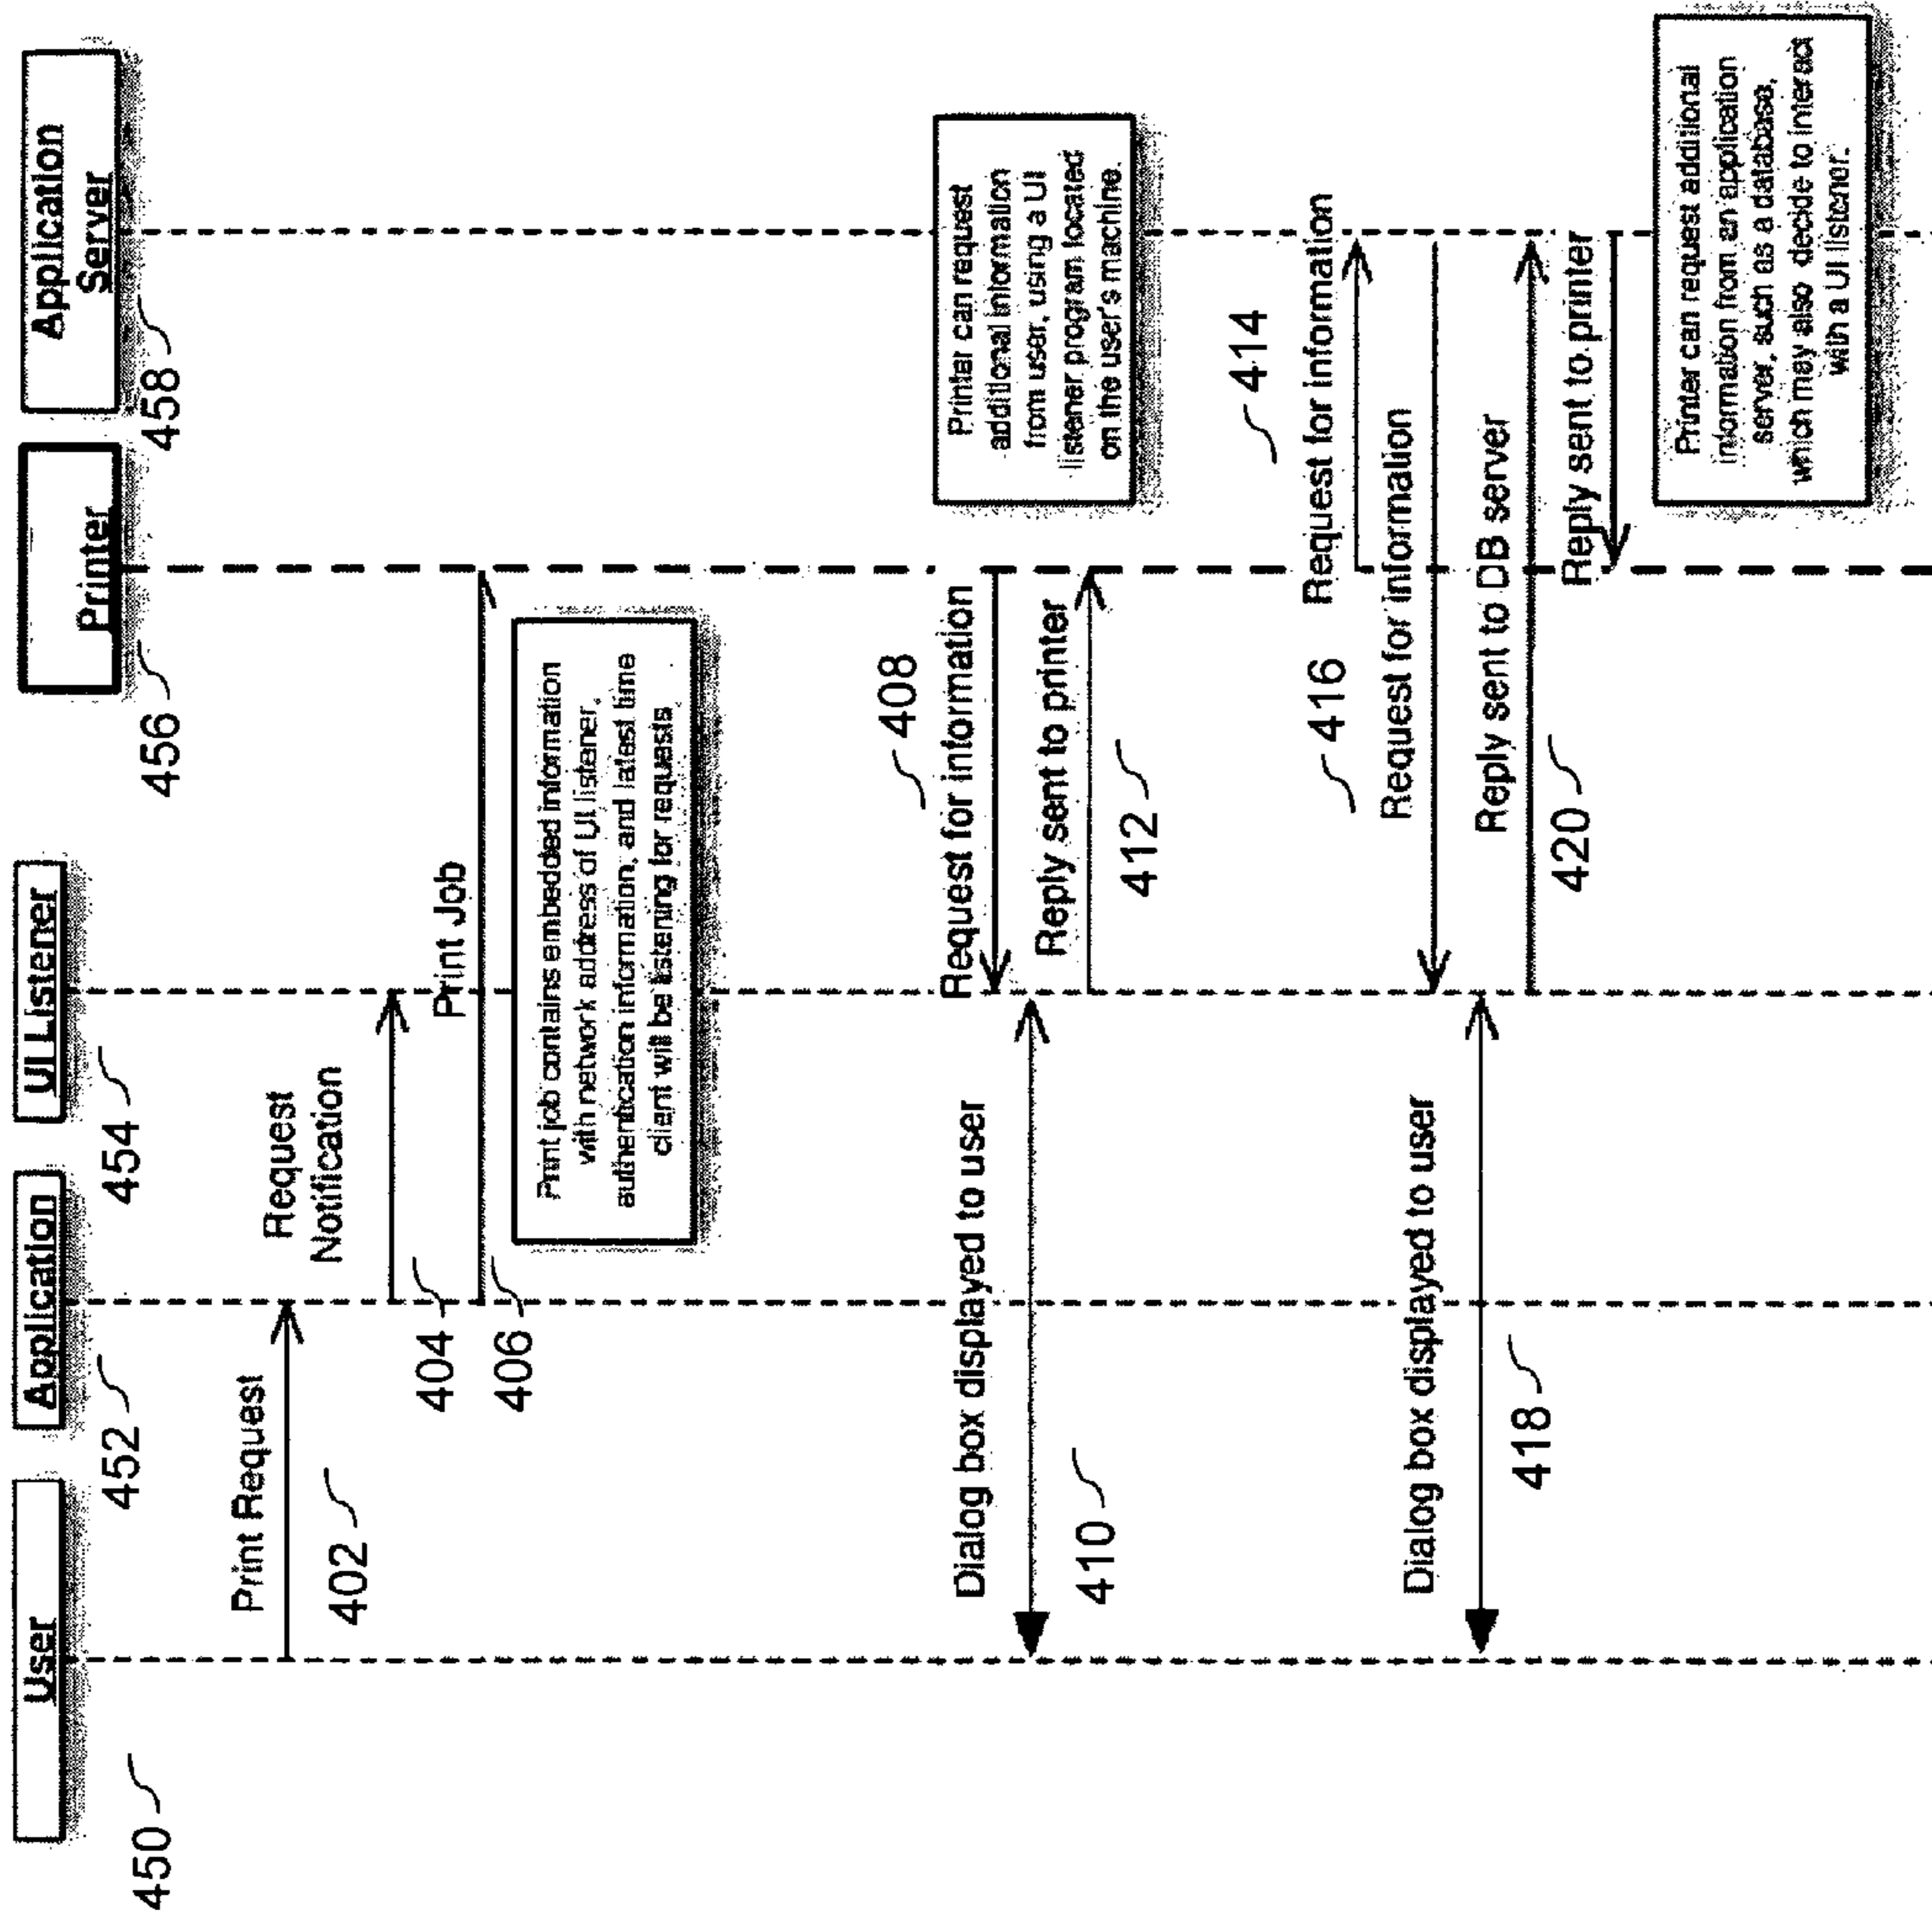 User
450
Application
452
UI Listener
454
Printer
456
Application
Server
458
Print Request
402
Request
Notification
404
Print Job
406
Print job contains embedded information
with network address of UI listener,
authentication information, and latest time
client will be listening for requests
Request for information
408
Printer can request
additional information
from user, using a UI
listener program located
on the user's machine.
Dialog box displayed to user
410
Reply sent to printer
412
414
Request for information
416
Request for information
Dialog box displayed to user
418
Reply sent to DB server
420
Reply sent to printer
Printer can request additional
information from an application
server, such as a database,
which may also decide to interact
with a UI listener.